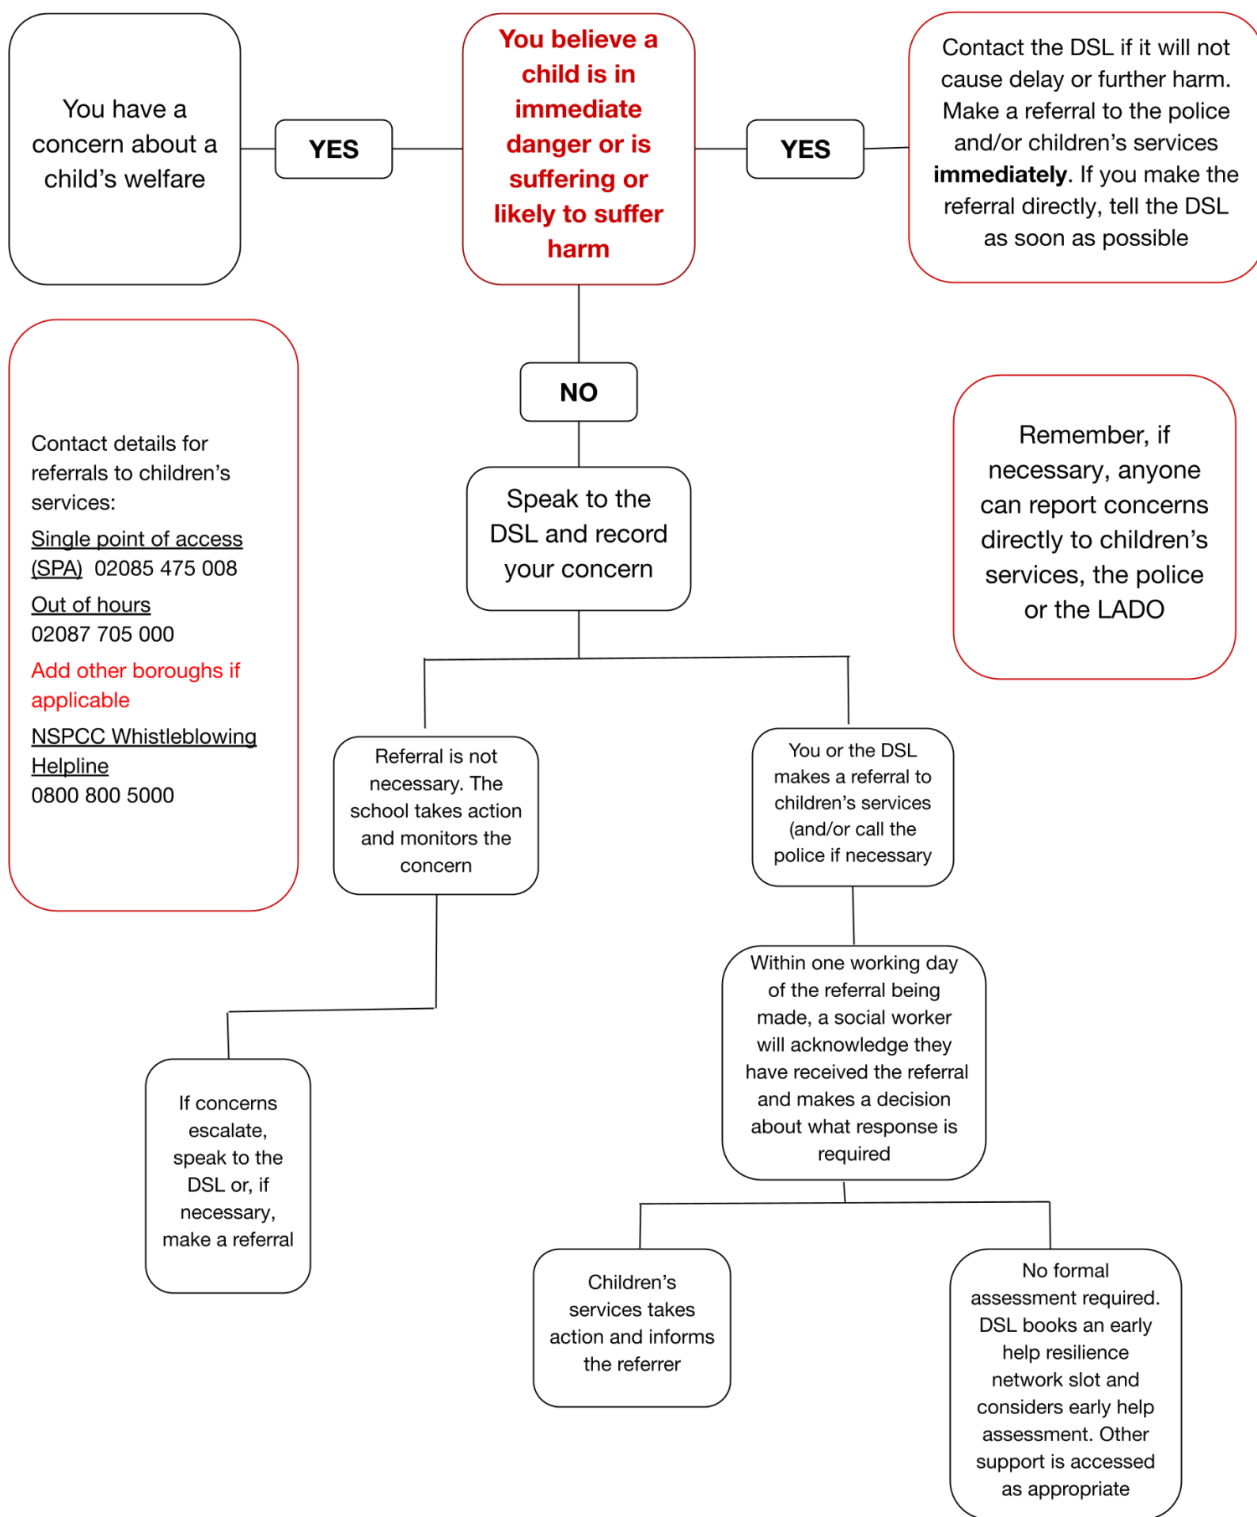 You have a
concern about a
child’s welfare
YES
You believe a
child is in
immediate
danger or is
suffering or
likely to suffer
harm
YES
Contact the DSL if it will not
cause delay or further harm.
Make a referral to the police
and/or children’s services
immediately. If you make the
referral directly, tell the DSL
as soon as possible
NO
Contact details for
referrals to children’s
services:
Single point of access
(SPA) 02085 475 008
Out of hours
02087 705 000
Add other boroughs if
applicable
NSPCC Whistleblowing
Helpline
0800 800 5000
Remember, if
necessary, anyone
can report concerns
directly to children’s
services, the police
or the LADO
Speak to the
DSL and record
your concern
Referral is not
necessary. The
school takes action
and monitors the
concern
You or the DSL
makes a referral to
children’s services
(and/or call the
police if necessary
Within one working day
of the referral being
made, a social worker
will acknowledge they
have received the referral
and makes a decision
about what response is
required
If concerns
escalate,
speak to the
DSL or, if
necessary,
make a referral
Children’s
services takes
action and informs
the referrer
No formal
assessment required.
DSL books an early
help resilience
network slot and
considers early help
assessment. Other
support is accessed
as appropriate